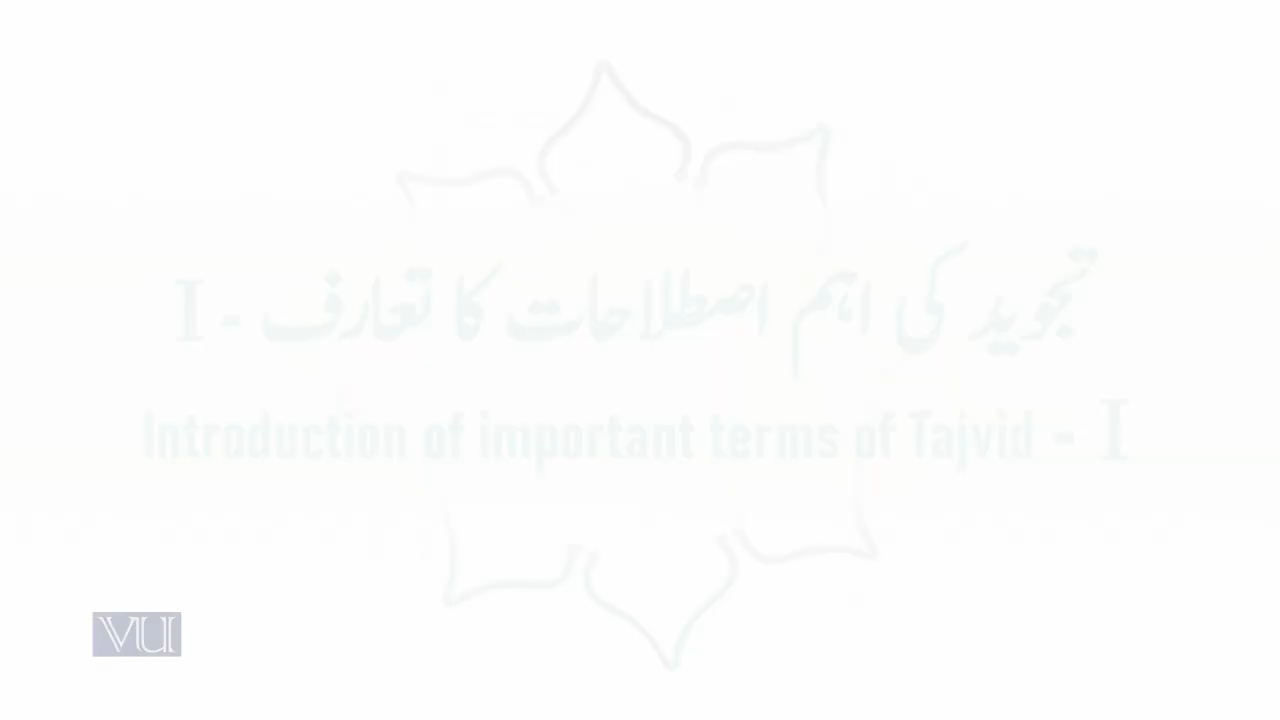 تجوید کی اہم اصطلاحات کا تعارف - I
Introduction of important terms of Tajvid - I
VU